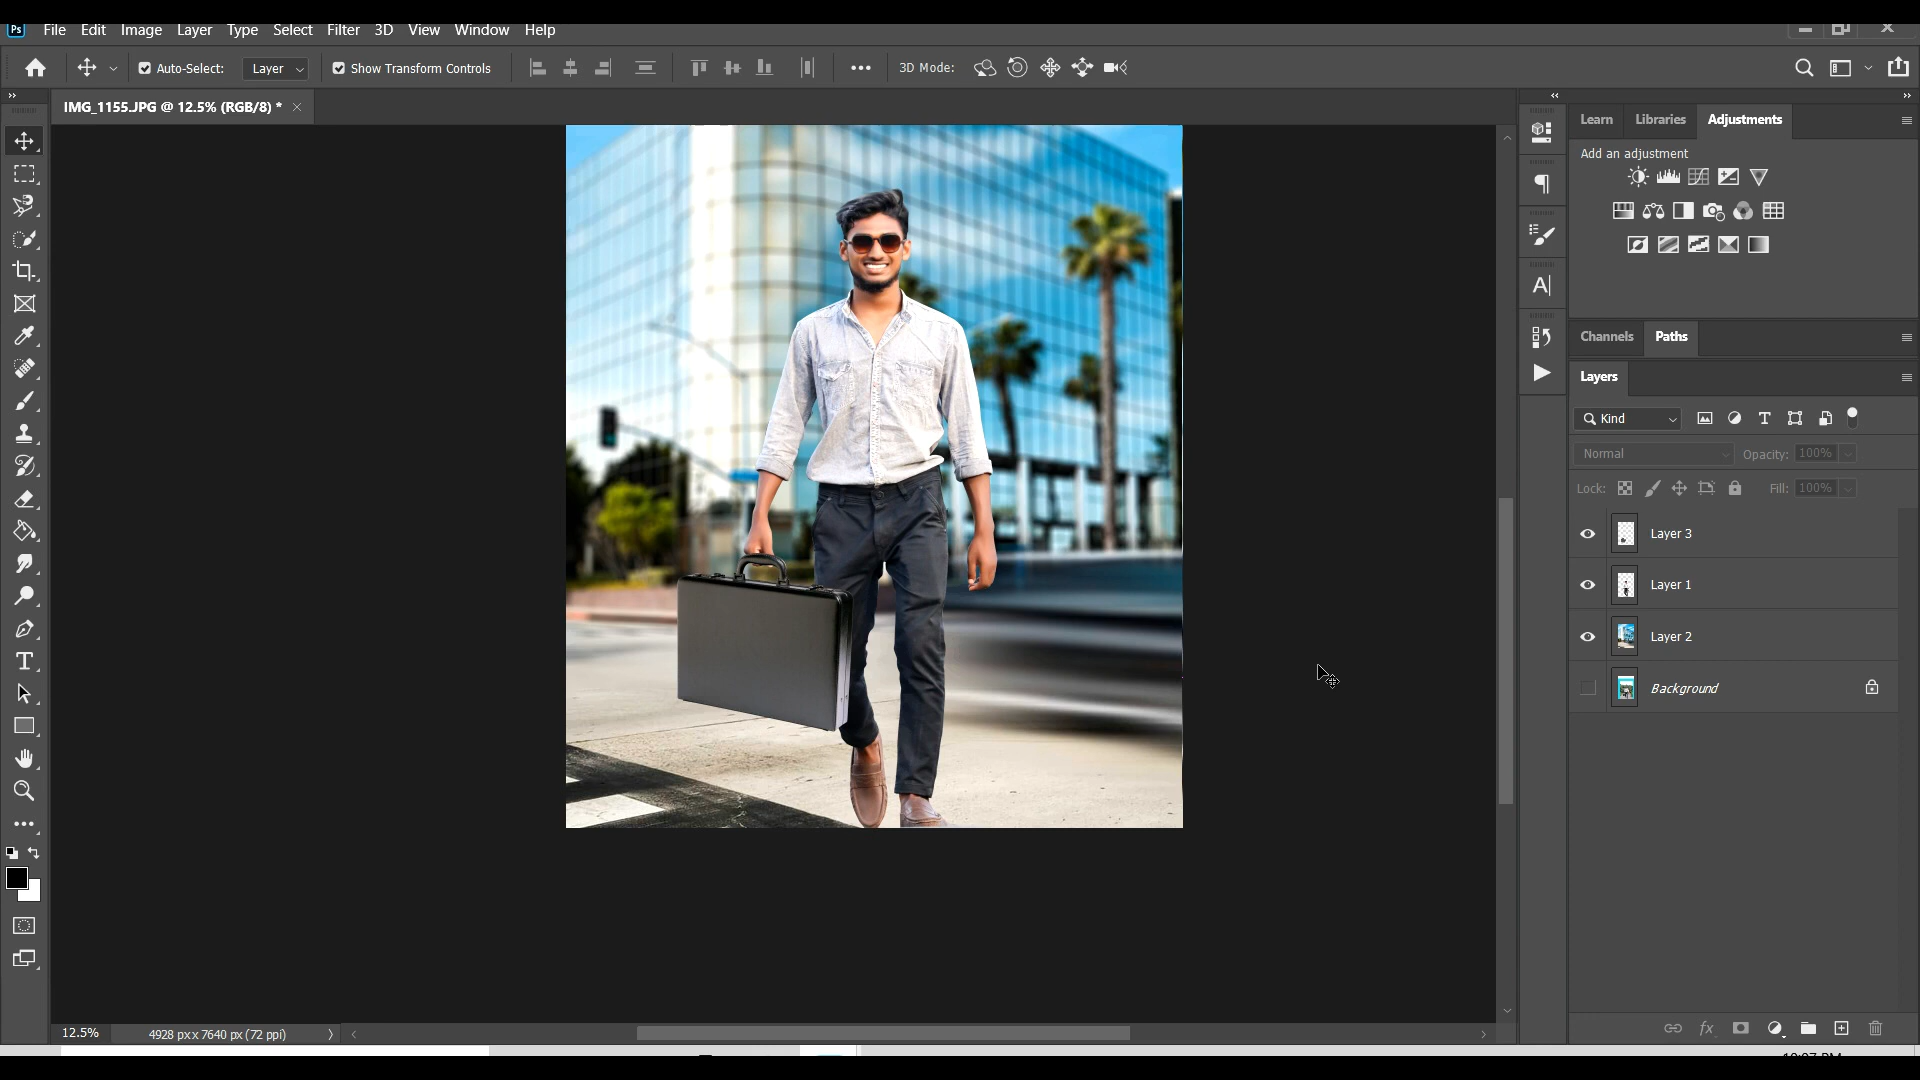 Ps File Edit Image Layer Type Select Filter 3D View Window Help
Auto-Select: Layer Show Transform Controls 3D Mode:
IMG_1155.JPG @ 12.5% (RGB/8) *
Learn Libraries Adjustments
Add an adjustment
Channels Paths
Layers
Kind
Normal Opacity: 100%
Lock: Fill: 100%
Layer 3
Layer 1
Layer 2
Background
fx
12.5% 4928 px x 7640 px (72 ppi)